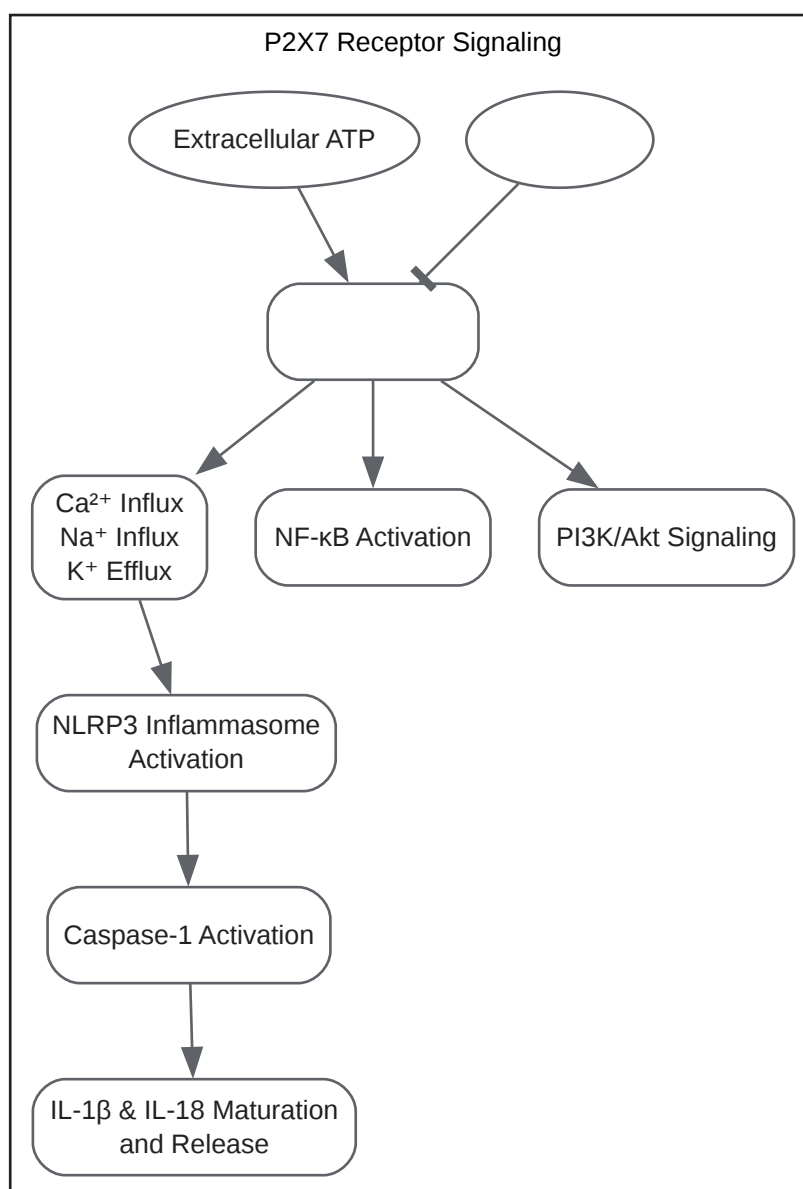 P2X7 Receptor Signaling
Extracellular ATP
Ca²⁺ Influx
Na⁺ Influx
K⁺ Efflux
NF-κB Activation
PI3K/Akt Signaling
NLRP3 Inflammasome
Activation
Caspase-1 Activation
IL-1β & IL-18 Maturation
and Release